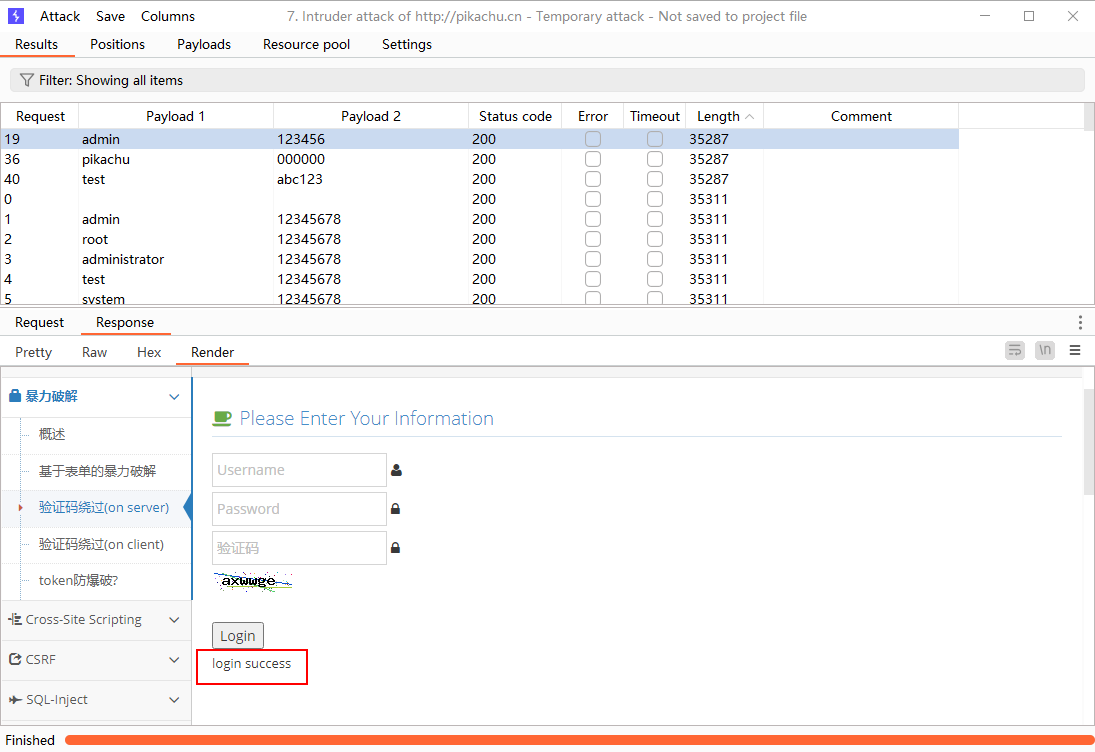 Attack Save Columns 7. Intruder attack of http://pikachu.cn - Temporary attack - Not saved to project file
Results Positions Payloads Resource pool Settings
Filter: Showing all items
Request Payload 1 Payload 2 Status code Error Timeout Length Comment
19 admin 123456 200 35287
36 pikachu 000000 200 35287
40 test abc123 200 35287
0 200 35311
1 admin 12345678 200 35311
2 root 12345678 200 35311
3 administrator 12345678 200 35311
4 test 12345678 200 35311
5 system 12345678 200 35311
Request Response
Pretty Raw Hex Render \n
暴力破解
概述
基于表单的暴力破解
验证码绕过(on server)
验证码绕过(on client)
token防爆破?
Cross-Site Scripting
CSRF
SQL-Inject
Please Enter Your Information
Username
Password
验证码
axwwge
Login
login success
Finished